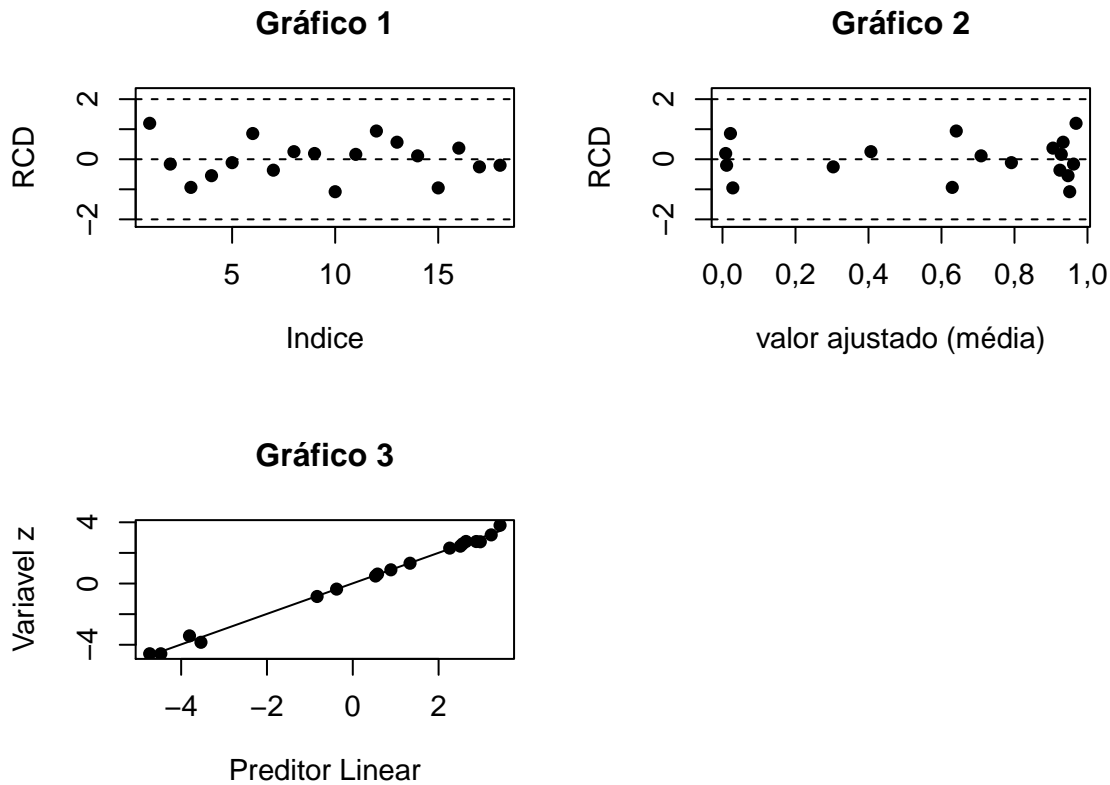 Gráfico 1
RCD
2
0
−2
5 10 15
Indice
Gráfico 2
RCD
2
0
−2
0,0 0,2 0,4 0,6 0,8 1,0
valor ajustado (média)
Gráfico 3
Variavel z
4
0
−4
−4 −2 0 2
Preditor Linear